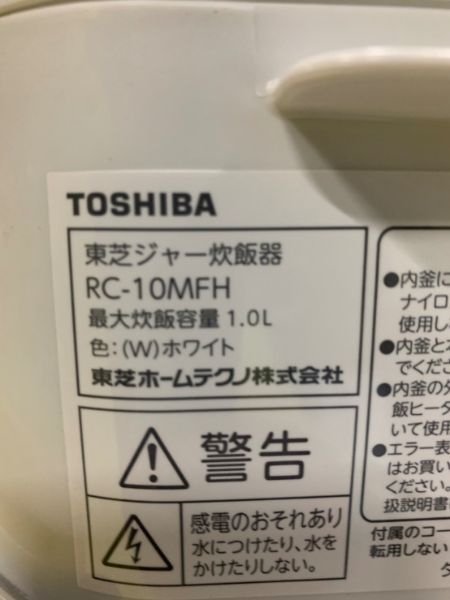 TOSHIBA
東芝ジャー炊飯器
RC-10MFH
最大炊飯容量 1.0L
色:(W)ホワイト
東芝ホームテクノ株式会社
警告
感電のおそれあり
水につけたり、水を
かけたりしない。
●内釜に
ナイロ
使用し
●内釜と
でくださ
●内釜の外
飯ヒータ
いて使用
●エラー表
はお買い
ください。
扱説明書
付属のコー
転用しない